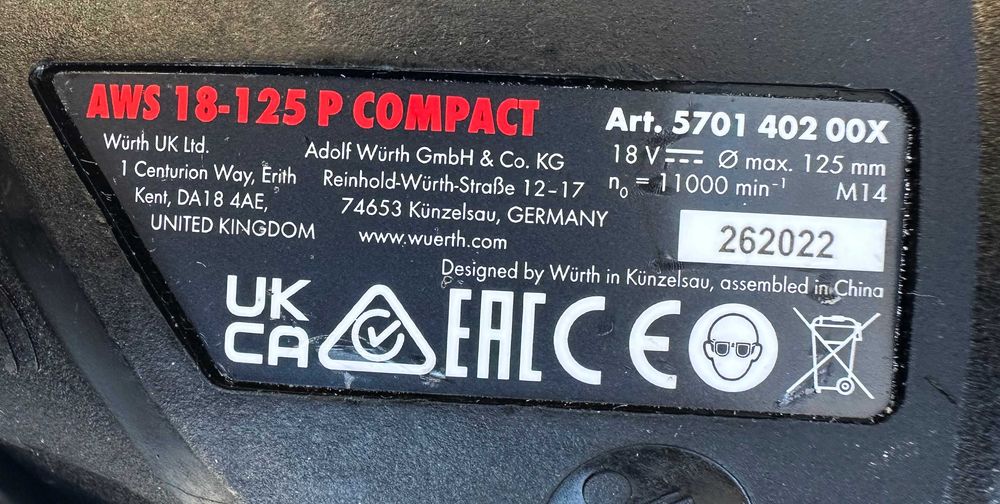 AWS 18-125 P COMPACT
Würth UK Ltd.
1 Centurion Way, Erith
Kent, DA18 4AE,
UNITED KINGDOM
Adolf Würth GmbH & Co. KG
Reinhold-Würth-Straße 12-17
74653 Künzelsau, GERMANY
www.wuerth.com
Art. 5701 402 00X
18 V Ø max. 125 mm
n₀ = 11000 min⁻¹ M14
262022
Designed by Würth in Künzelsau, assembled in China
UK
CA
EAC
CE